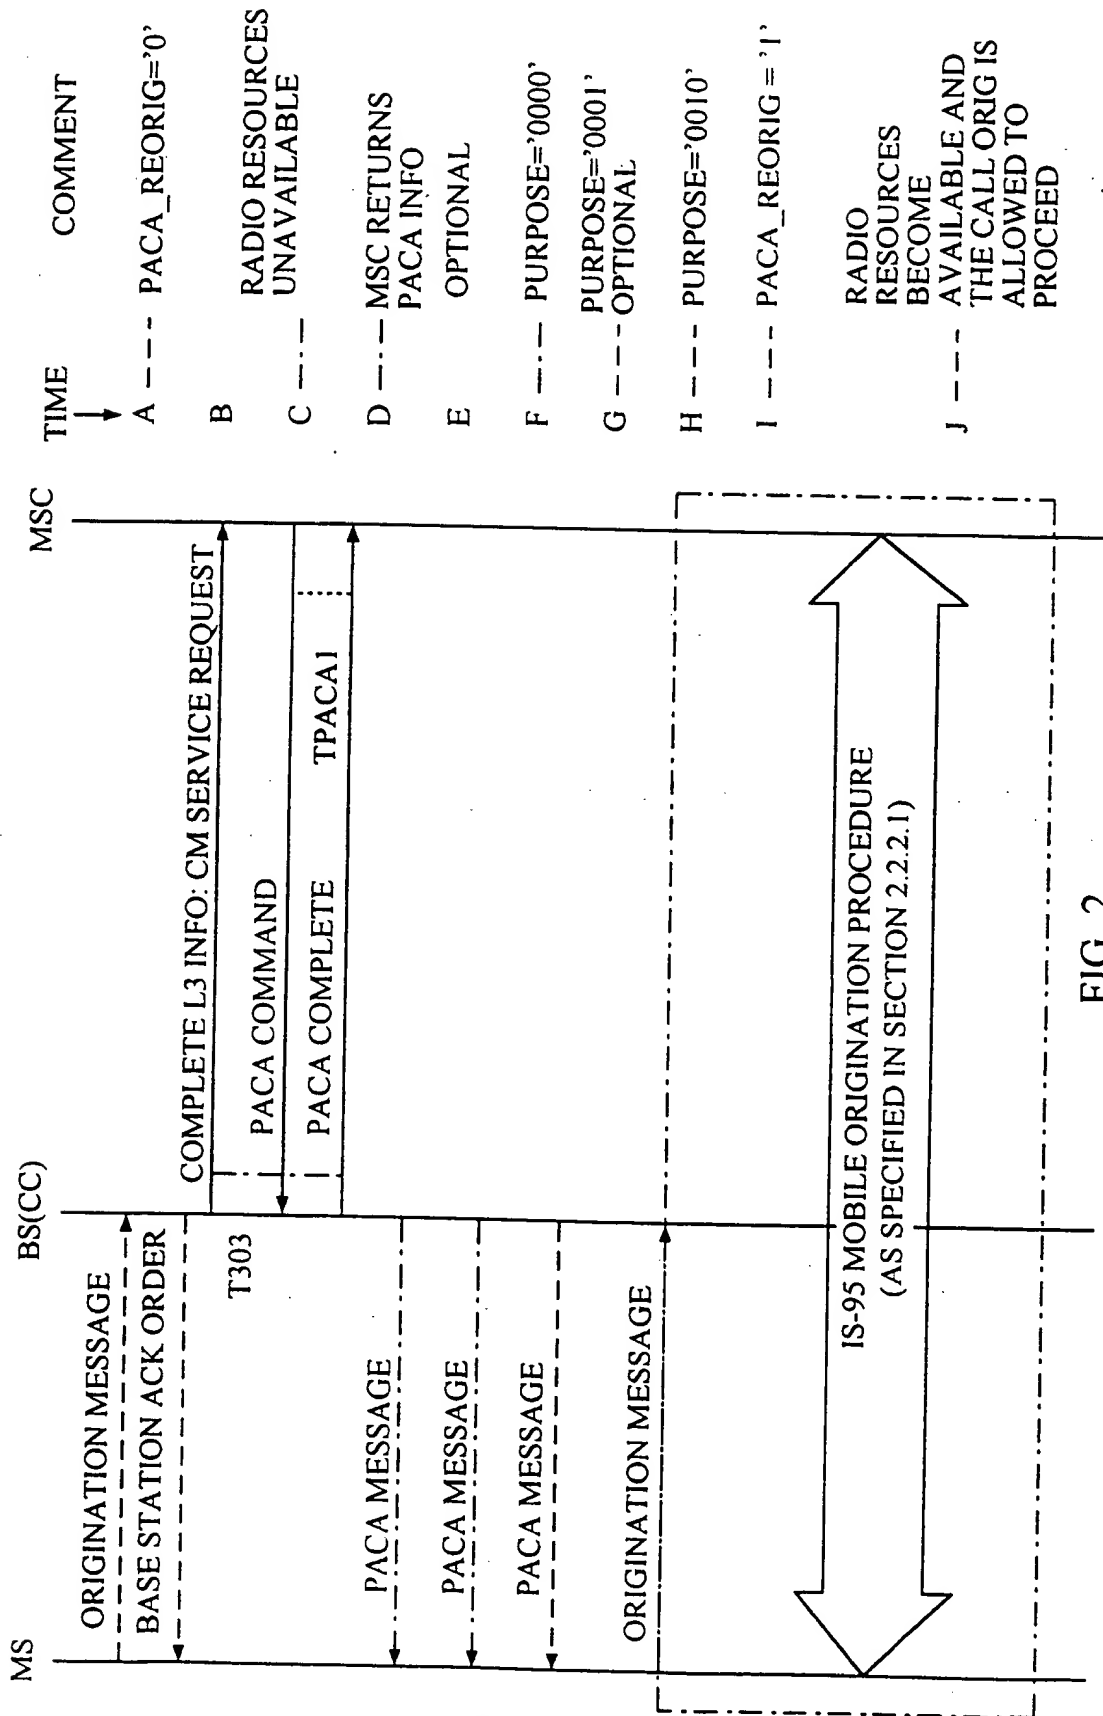 MS
BS(CC)
MSC
TIME
COMMENT
ORIGINATION MESSAGE
A
PACA_REORIG='0'
BASE STATION ACK ORDER
B
COMPLETE L3 INFO: CM SERVICE REQUEST
C
RADIO RESOURCES
UNAVAILABLE
T303
PACA COMMAND
D
MSC RETURNS
PACA INFO
PACA COMPLETE
TPACA1
E
OPTIONAL
PACA MESSAGE
F
PURPOSE='0000'
PACA MESSAGE
G
PURPOSE='0001'
OPTIONAL
PACA MESSAGE
H
PURPOSE='0010'
ORIGINATION MESSAGE
I
PACA_REORIG = '1'
IS-95 MOBILE ORIGINATION PROCEDURE
(AS SPECIFIED IN SECTION 2.2.2.1)
J
RADIO
RESOURCES
BECOME
AVAILABLE AND
THE CALL ORIG IS
ALLOWED TO
PROCEED
FIG. 2